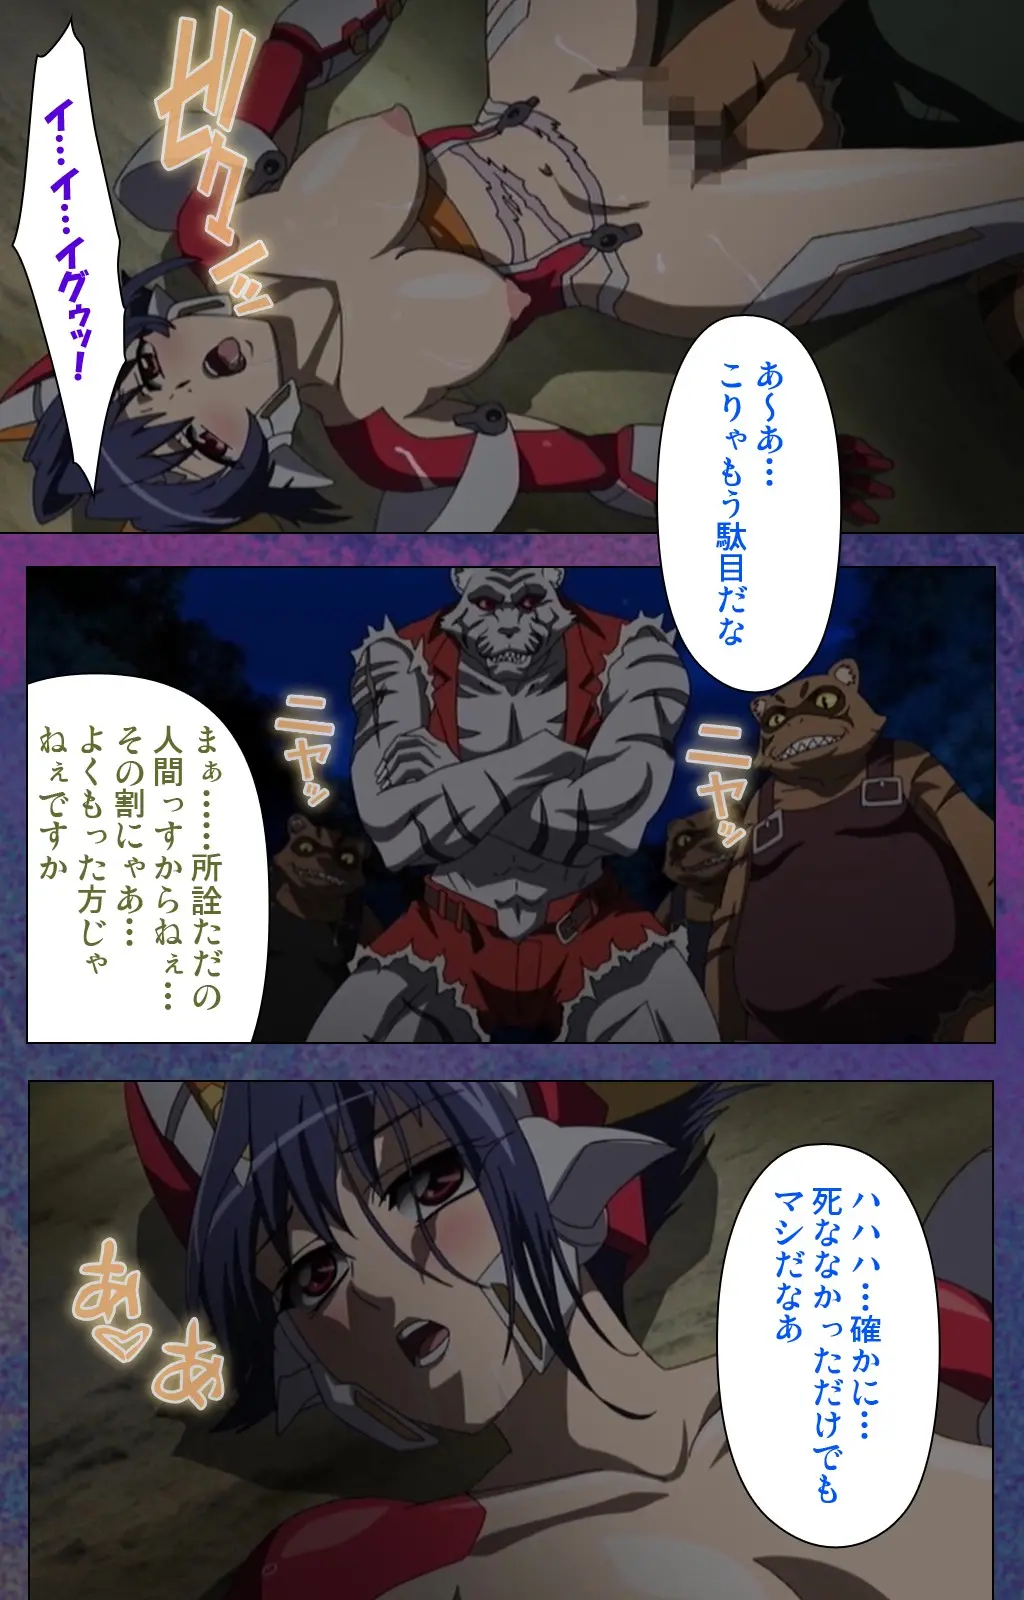 ビクンッ
イ…イ…イグゥッ！
あ〜あ…
こりゃもう駄目だな
ニヤッ
ニヤッ
まぁ……所詮ただの
人間っすからねぇ…
その割にゃあ…
よくもった方じゃ
ねぇですか
ハハハ…確かに…
死ななかっただけでも
マシだなあ
あ♡
あ